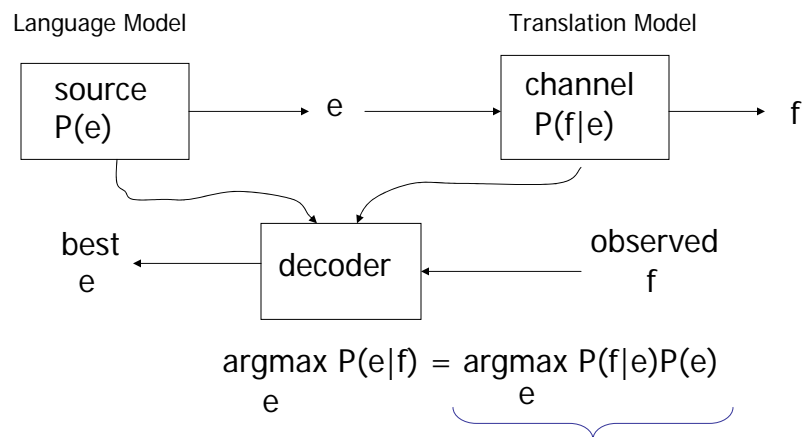 Language Model
Translation Model
source
P(e)
e
channel
P(f|e)
f
best
e
decoder
observed
f
argmax P(e|f) = argmax P(f|e)P(e)
e e